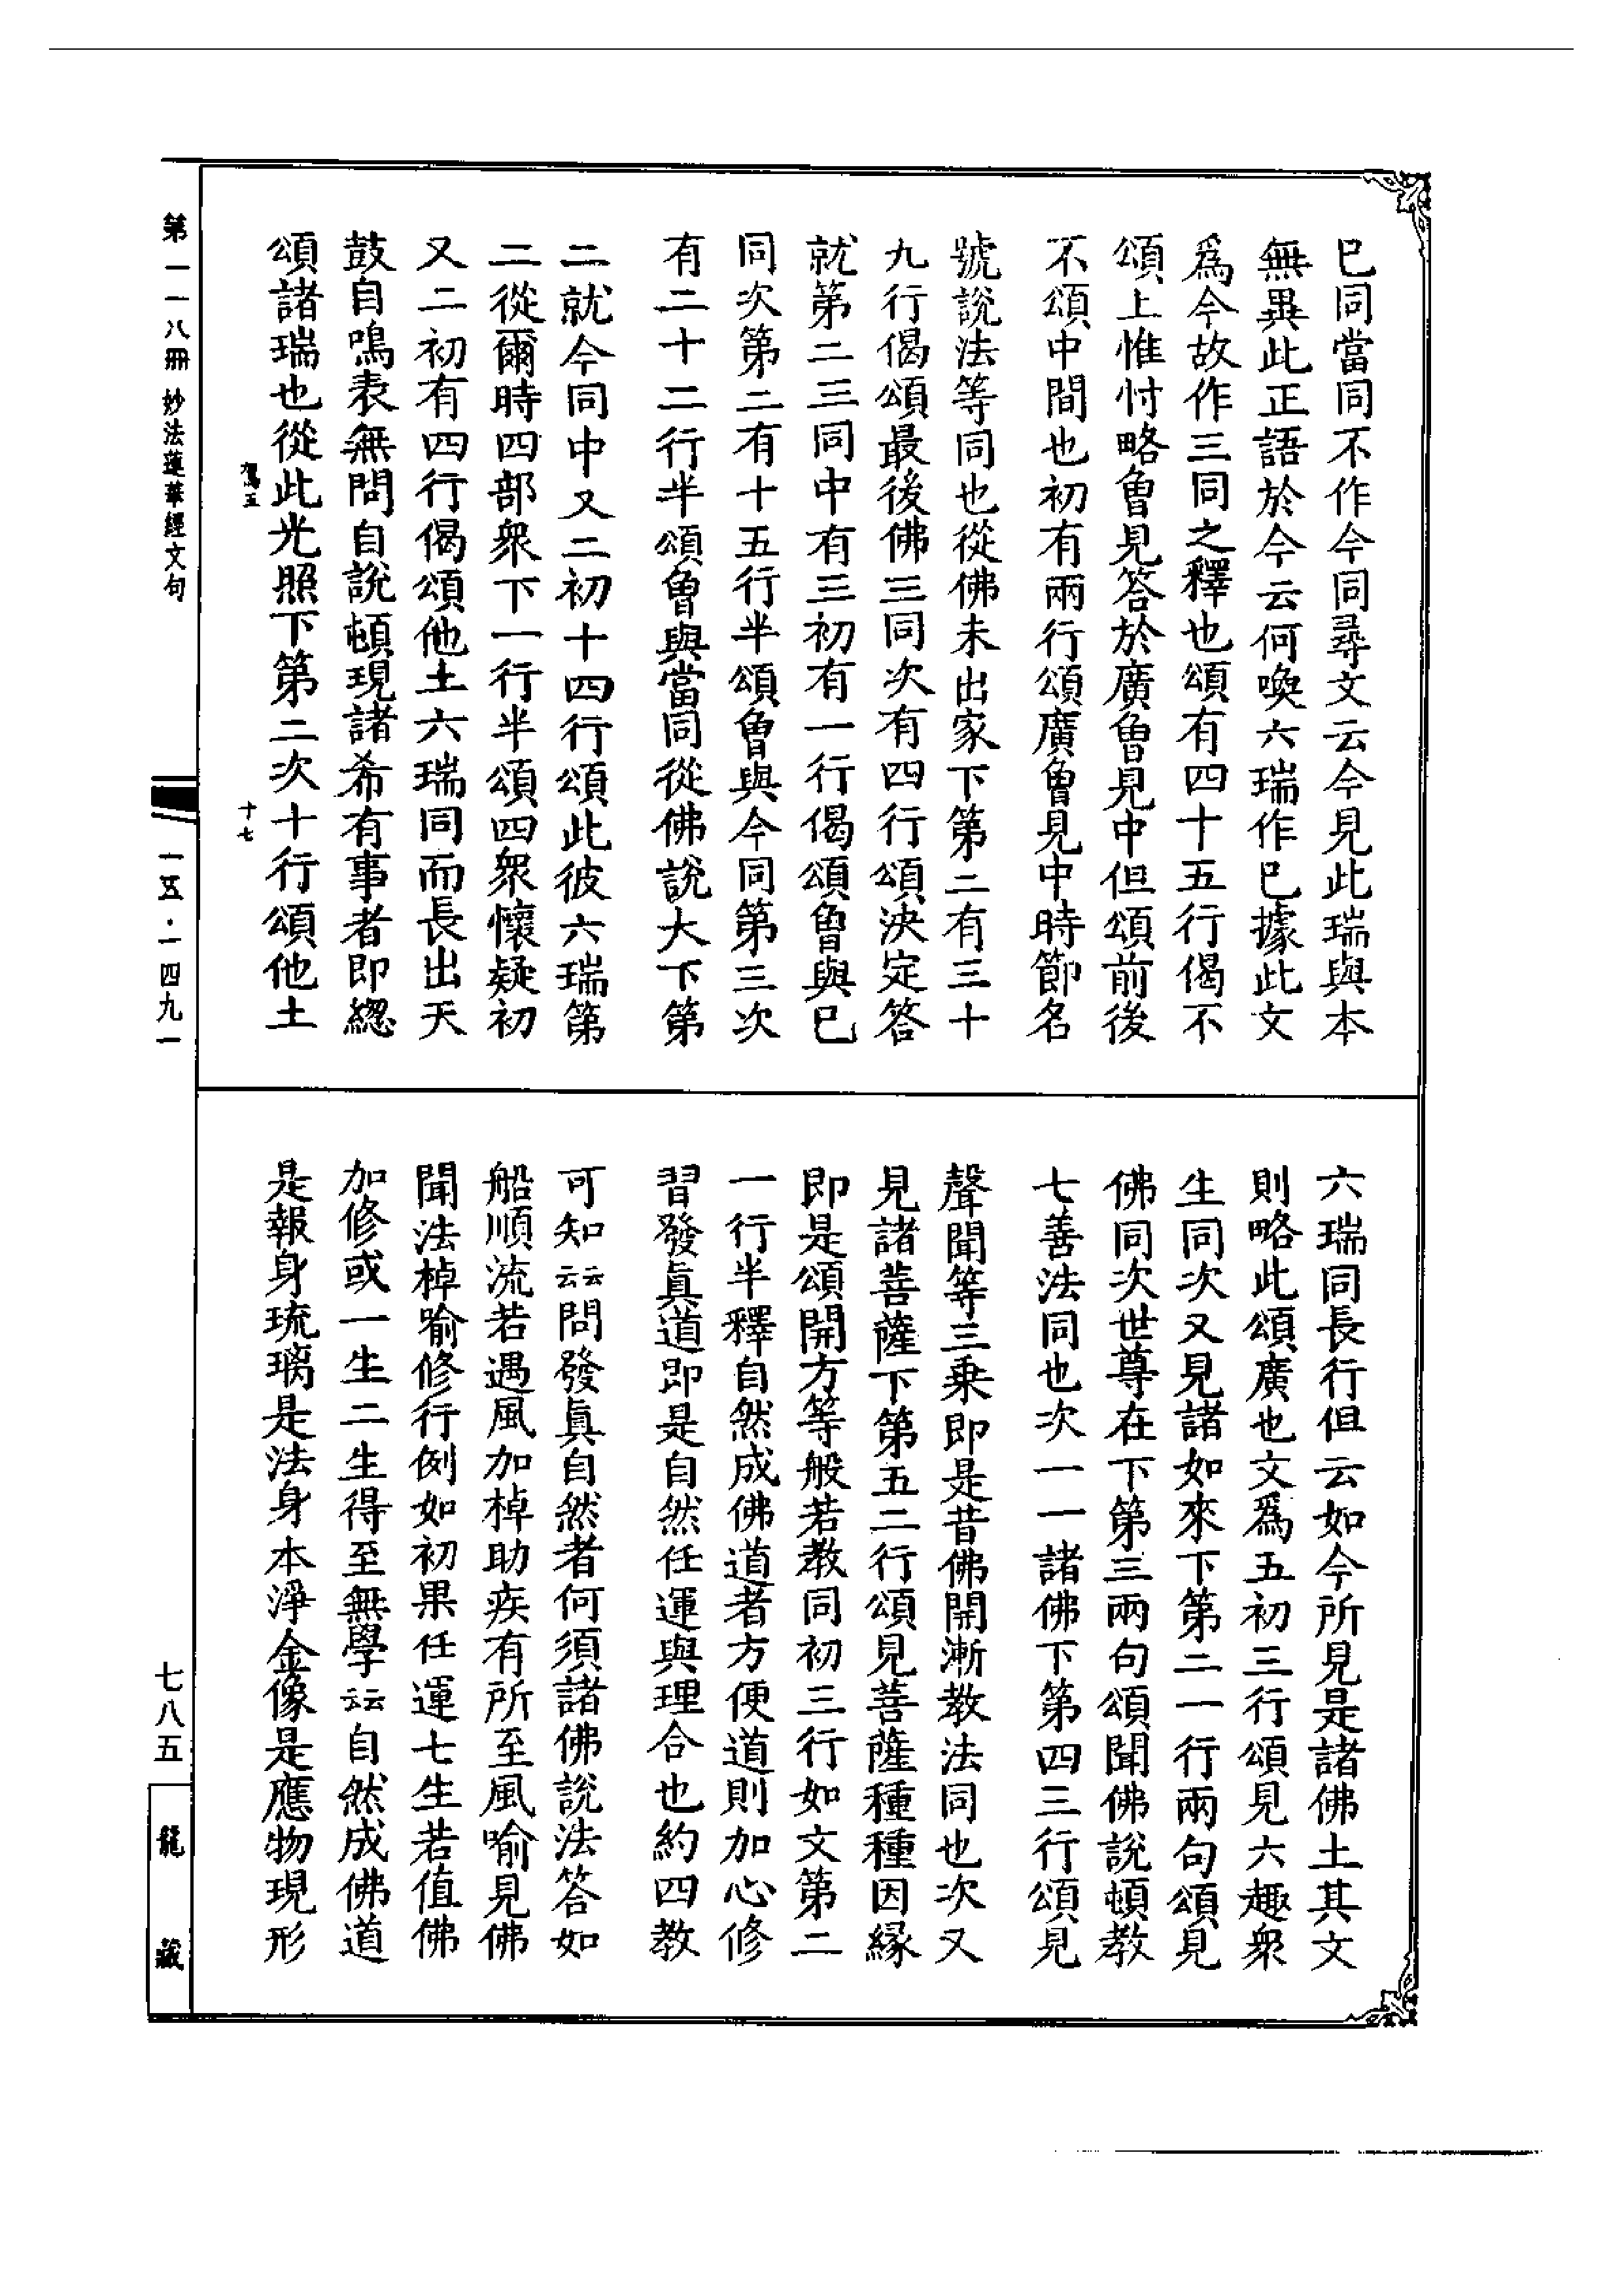 已同當同不作今同尋文云今見此瑞與本
無異此正語於今云何喚六瑞作已據此文
爲今故作三同之釋也頌有四十五行偈不
頌上惟忖略曾見答於廣曾見中但頌前後
不頌中間也初有兩行頌廣曾見中時節名
號說法等同也從佛未出家下第二有三十
九行偈頌最後佛三同次有四行頌決定答
就第二三同中有三初有一行偈頌曾與已
同次第二有十五行半頌曾與今同第三次
有二十二行半頌曾與當同從佛說大下第
二就今同中又二初十四行頌此彼六瑞第
二從爾時四部衆下一行半頌四衆懷疑初
又二初有四行偈頌他土六瑞同而長出天
鼓自鳴表無問自說頓現諸希有事者即總
頌諸瑞也從此光照下第二次十行頌他土
駕五
十七
六瑞同長行但云如今所見是諸佛土其文
則略此頌廣也文爲五初三行頌見六趣衆
生同次又見諸如來下第二一行兩句頌見
佛同次世尊在下第三兩句頌聞佛說頓教
七善法同也次一一諸佛下第四三行頌見
聲聞等三乘即是昔佛開漸教法同也次又
見諸菩薩下第五二行頌見菩薩種種因緣
即是頌開方等般若教同初三行如文第二
一行半釋自然成佛道者方便道則加心修
習發眞道即是自然任運與理合也約四教
可知云云問發眞自然者何須諸佛說法答如
船順流若遇風加棹助疾有所至風喻見佛
聞法棹喻修行例如初果任運七生若值佛
加修或一生二生得至無學云云自然成佛道
是報身琉璃是法身本淨金像是應物現形
第一一八冊 妙法蓮華經文句
一五·一四九一
七八五
龍藏